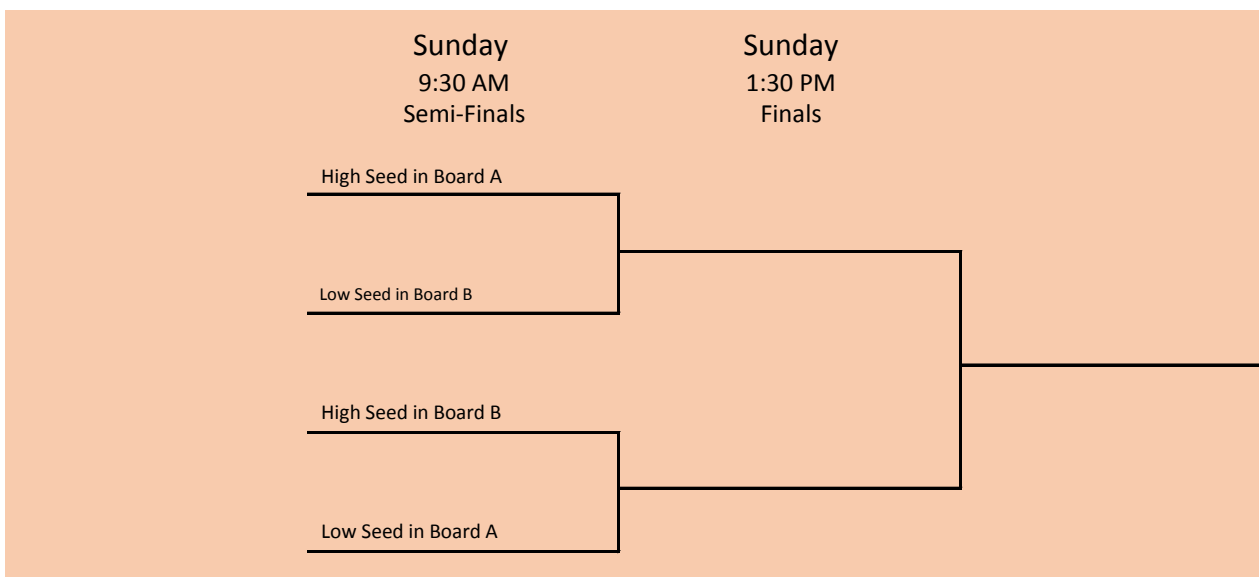 Sunday
9:30 AM
Semi-Finals
Sunday
1:30 PM
Finals
High Seed in Board A
Low Seed in Board B
High Seed in Board B
Low Seed in Board A